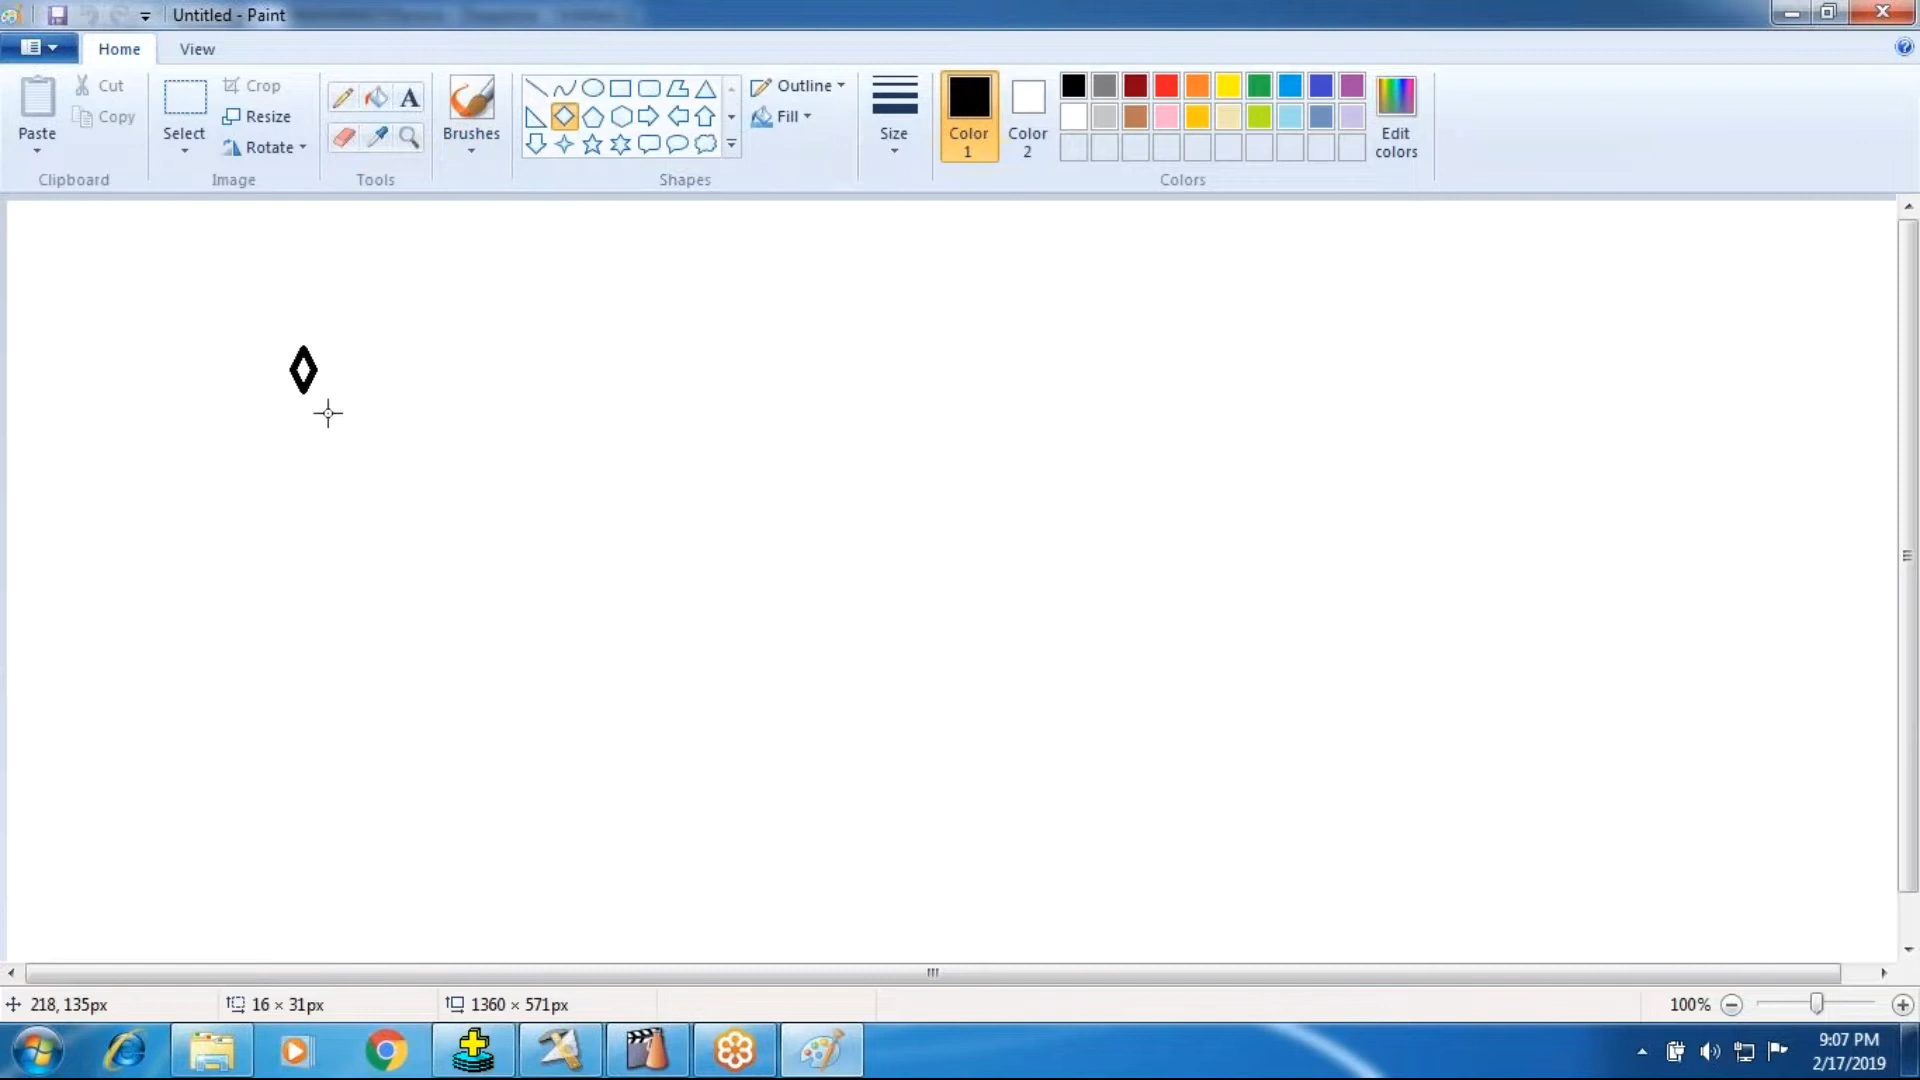 Untitled - Paint
Home View
Paste
Cut
Copy
Clipboard
Select
Crop
Resize
Rotate
Image
A
Tools
Brushes
Outline
Fill
Shapes
Size
Color 1
Color 2
Edit colors
Colors
218, 135px 16 × 31px 1360 × 571px 100%
9:07 PM
2/17/2019